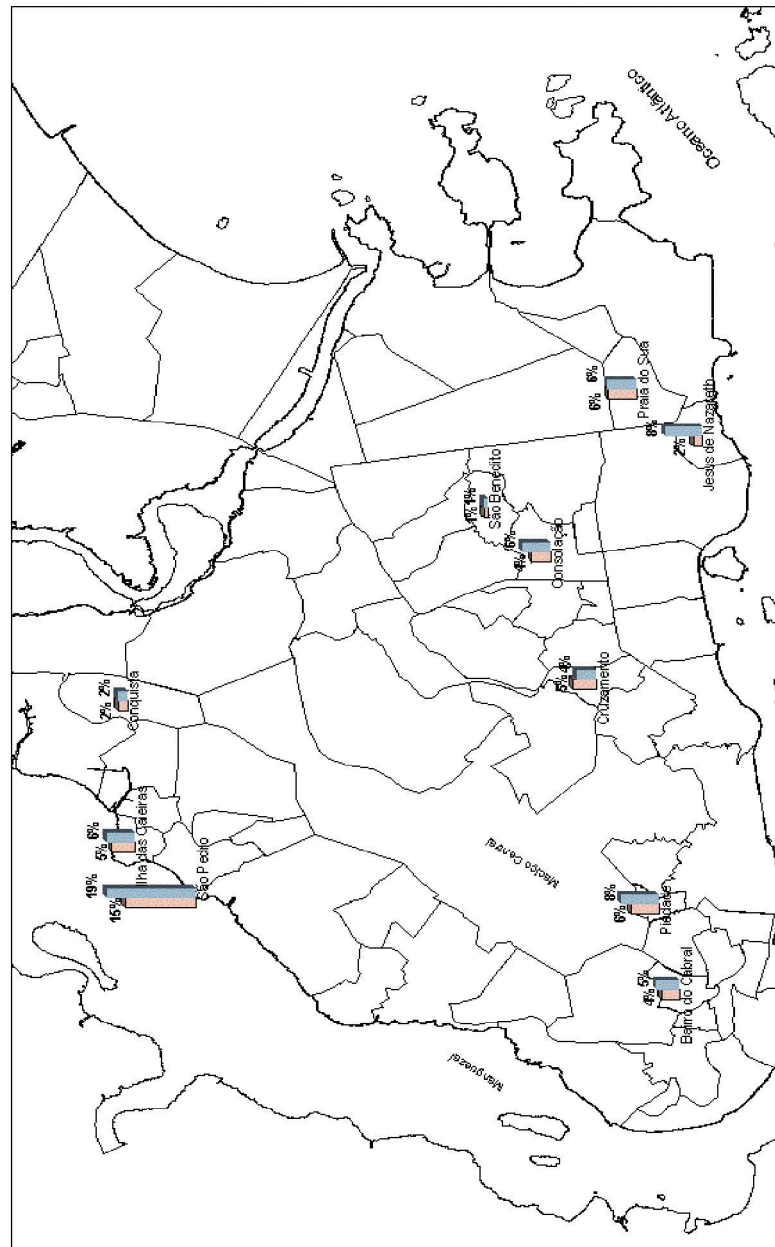 Oceano Atlântico
6% 6%
Praia do Suá
2% 8%
Jesus de Nazareth
1% 1%
São Benedito
4% 6%
Consolação
5% 4%
Cruzamento
2% 2%
Conquista
5% 6%
Ilha das Caieiras
15% 19%
São Pedro
Maciço Central
6% 8%
Piedade
4% 5%
Bairro do Cabral
Manguezal